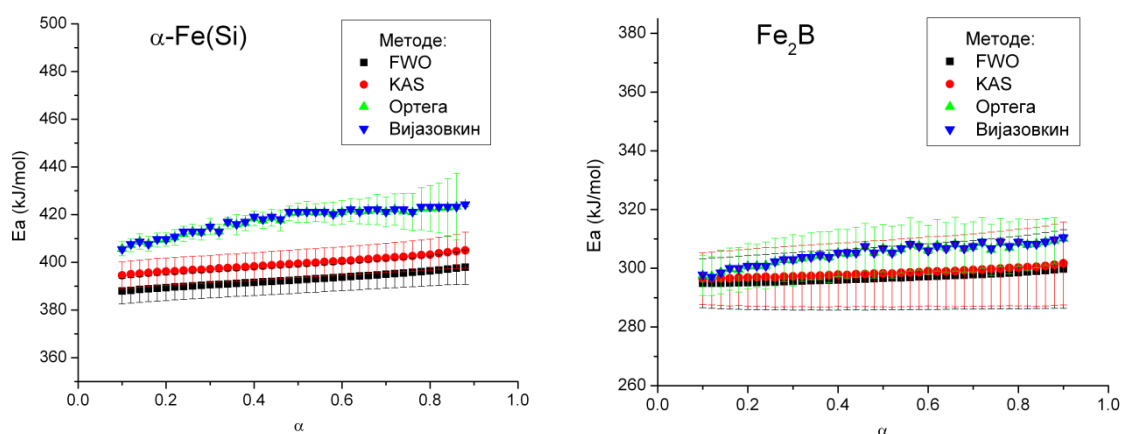 α-Fe(Si)
Методе:
FWO
KAS
Ортега
Вијазовкин
Ea (kJ/mol)
500
480
460
440
420
400
380
360
0.0 0.2 0.4 0.6 0.8 1.0
α
Fe₂B
Методе:
FWO
KAS
Ортега
Вијазовкин
Ea (kJ/mol)
380
360
340
320
300
280
260
0.0 0.2 0.4 0.6 0.8 1.0
α